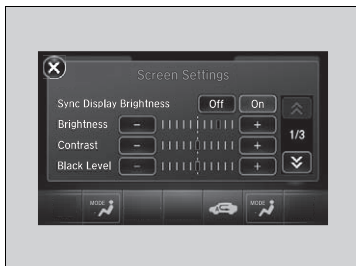 Screen Settings
Sync Display Brightness Off On
Brightness - +
Contrast - +
1/3
Black Level - +
MODE MODE